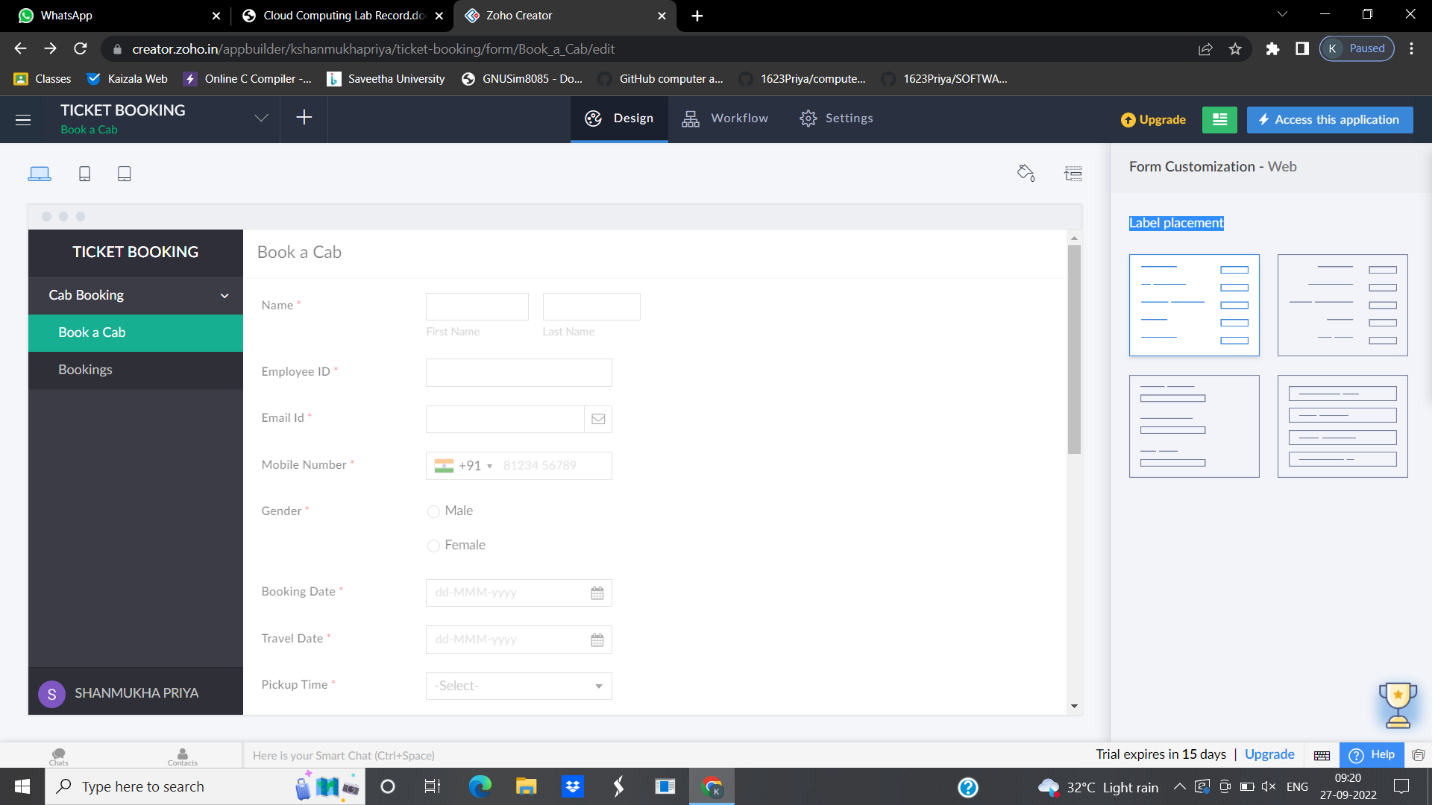 WhatsApp
Cloud Computing Lab Record.do
Zoho Creator
creator.zoho.in/appbuilder/kshanmukhapriya/ticket-booking/form/Book_a_Cab/edit
K Paused
Classes
Kaizala Web
Online C Compiler -...
Saveetha University
GNUSim8085 - Do...
GitHub computer a...
1623Priya/compute...
1623Priya/SOFTWA...
TICKET BOOKING
Book a Cab
Design
Workflow
Settings
Upgrade
Access this application
Form Customization - Web
Label placement
TICKET BOOKING
Cab Booking
Book a Cab
Bookings
S SHANMUKHA PRIYA
Book a Cab
Name *
First Name
Last Name
Employee ID *
Email Id *
Mobile Number *
+91 81234 56789
Gender *
Male
Female
Booking Date *
dd-MMM-yyyy
Travel Date *
dd-MMM-yyyy
Pickup Time *
-Select-
Chats
Contacts
Here is your Smart Chat (Ctrl+Space)
Trial expires in 15 days | Upgrade
Help
Type here to search
32°C Light rain
ENG
09:20
27-09-2022